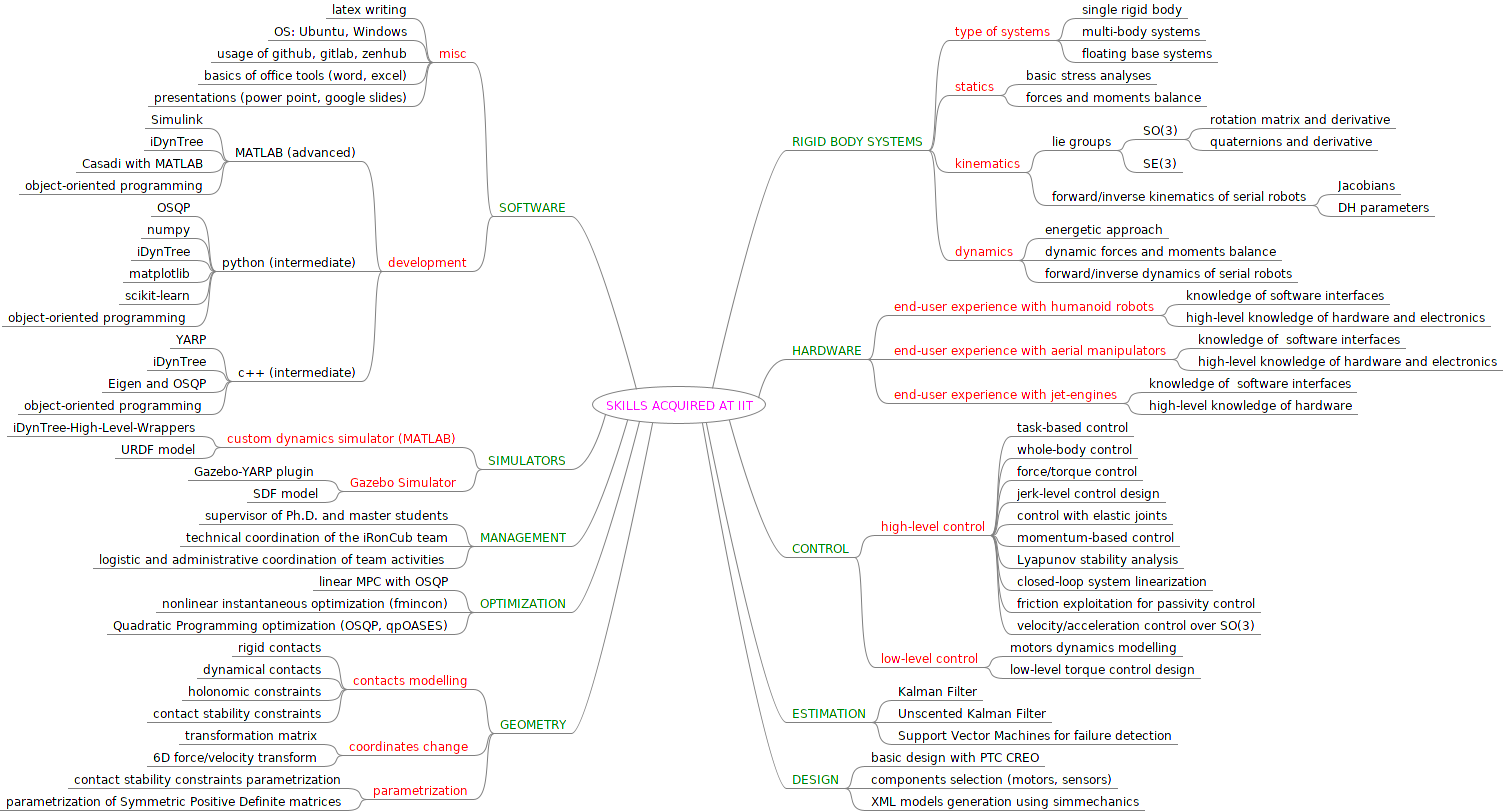 SKILLS ACQUIRED AT IIT
SOFTWARE
misc
latex writing
OS: Ubuntu, Windows
usage of github, gitlab, zenhub
basics of office tools (word, excel)
presentations (power point, google slides)
development
MATLAB (advanced)
Simulink
iDynTree
Casadi with MATLAB
object-oriented programming
python (intermediate)
OSQP
numpy
iDynTree
matplotlib
scikit-learn
object-oriented programming
c++ (intermediate)
YARP
iDynTree
Eigen and OSQP
object-oriented programming
SIMULATORS
custom dynamics simulator (MATLAB)
iDynTree-High-Level-Wrappers
URDF model
Gazebo Simulator
Gazebo-YARP plugin
SDF model
MANAGEMENT
supervisor of Ph.D. and master students
technical coordination of the iRonCub team
logistic and administrative coordination of team activities
OPTIMIZATION
linear MPC with OSQP
nonlinear instantaneous optimization (fmincon)
Quadratic Programming optimization (OSQP, qpOASES)
GEOMETRY
contacts modelling
rigid contacts
dynamical contacts
holonomic constraints
contact stability constraints
coordinates change
transformation matrix
6D force/velocity transform
parametrization
contact stability constraints parametrization
parametrization of Symmetric Positive Definite matrices
RIGID BODY SYSTEMS
type of systems
single rigid body
multi-body systems
floating base systems
statics
basic stress analyses
forces and moments balance
kinematics
lie groups
SO(3)
rotation matrix and derivative
quaternions and derivative
SE(3)
forward/inverse kinematics of serial robots
Jacobians
DH parameters
dynamics
energetic approach
dynamic forces and moments balance
forward/inverse dynamics of serial robots
HARDWARE
end-user experience with humanoid robots
knowledge of software interfaces
high-level knowledge of hardware and electronics
end-user experience with aerial manipulators
knowledge of  software interfaces
high-level knowledge of hardware and electronics
end-user experience with jet-engines
knowledge of  software interfaces
high-level knowledge of hardware
CONTROL
high-level control
task-based control
whole-body control
force/torque control
jerk-level control design
control with elastic joints
momentum-based control
Lyapunov stability analysis
closed-loop system linearization
friction exploitation for passivity control
velocity/acceleration control over SO(3)
low-level control
motors dynamics modelling
low-level torque control design
ESTIMATION
Kalman Filter
Unscented Kalman Filter
Support Vector Machines for failure detection
DESIGN
basic design with PTC CREO
components selection (motors, sensors)
XML models generation using simmechanics